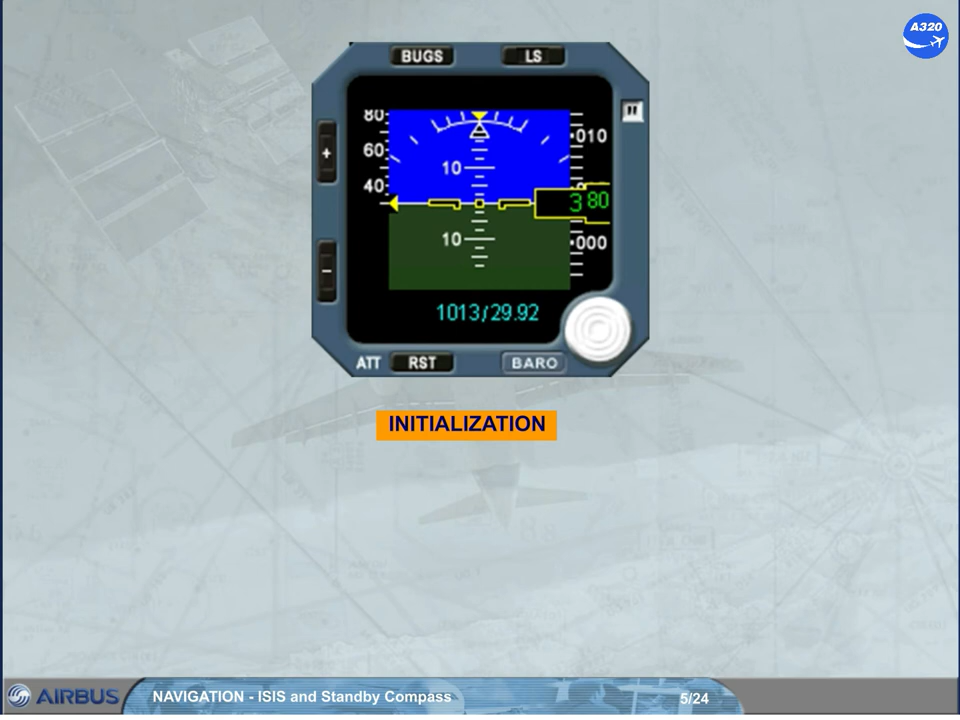 A320
BUGS LS
80
60
40
+
-
10
10
010
3 80
000
1013/29.92
ATT RST BARO
INITIALIZATION
AIRBUS NAVIGATION - ISIS and Standby Compass 5/24